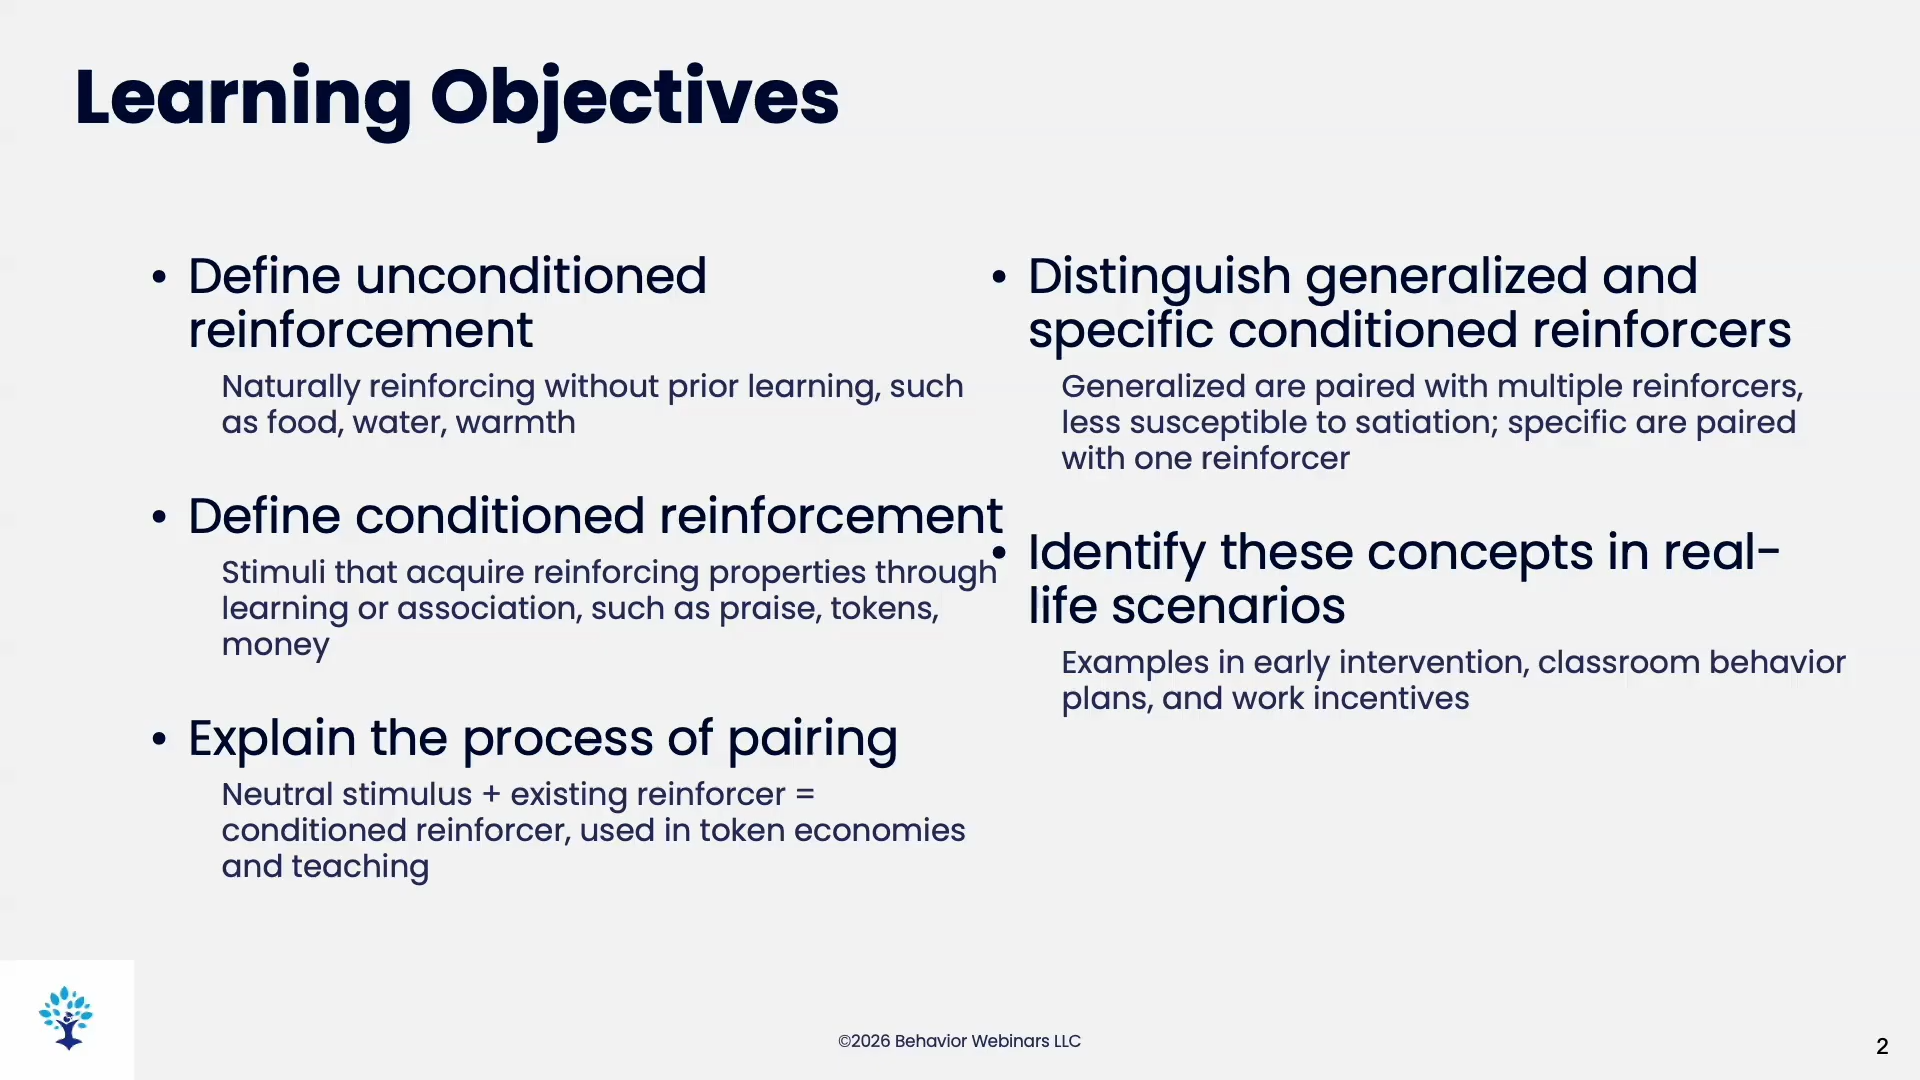 Learning Objectives
• Define unconditioned
reinforcement
Naturally reinforcing without prior learning, such
as food, water, warmth
• Define conditioned reinforcement
Stimuli that acquire reinforcing properties through
learning or association, such as praise, tokens,
money
• Explain the process of pairing
Neutral stimulus + existing reinforcer =
conditioned reinforcer, used in token economies
and teaching
• Distinguish generalized and
specific conditioned reinforcers
Generalized are paired with multiple reinforcers,
less susceptible to satiation; specific are paired
with one reinforcer
• Identify these concepts in real-
life scenarios
Examples in early intervention, classroom behavior
plans, and work incentives
©2026 Behavior Webinars LLC
2